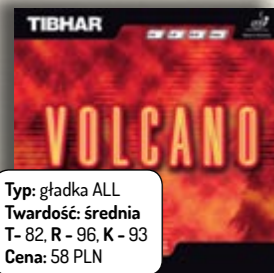 TIBHAR
VOLCANO
Typ: gładka ALL
Twardość: średnia
T- 82, R - 96, K - 93
Cena: 58 PLN